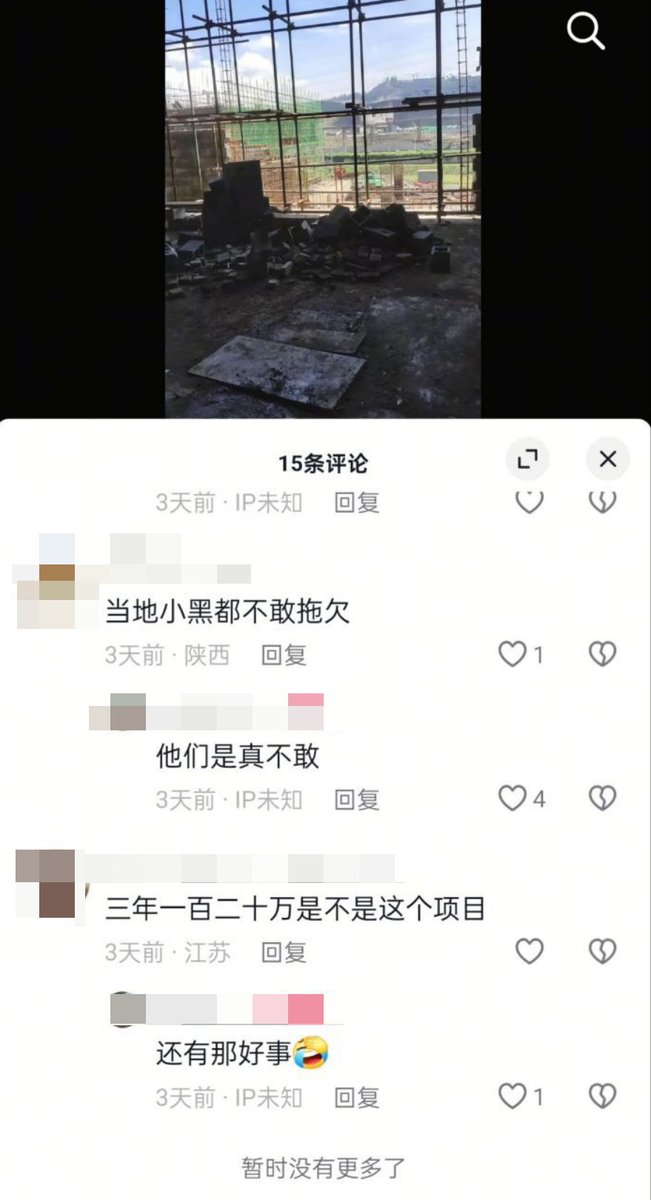 15条评论
3天前 · IP未知 回复
当地小黑都不敢拖欠
3天前 · 陕西 回复 1
他们是真不敢
3天前 · IP未知 回复 4
三年一百二十万是不是这个项目
3天前 · 江苏 回复
还有那好事🤣
3天前 · IP未知 回复 1
暂时没有更多了